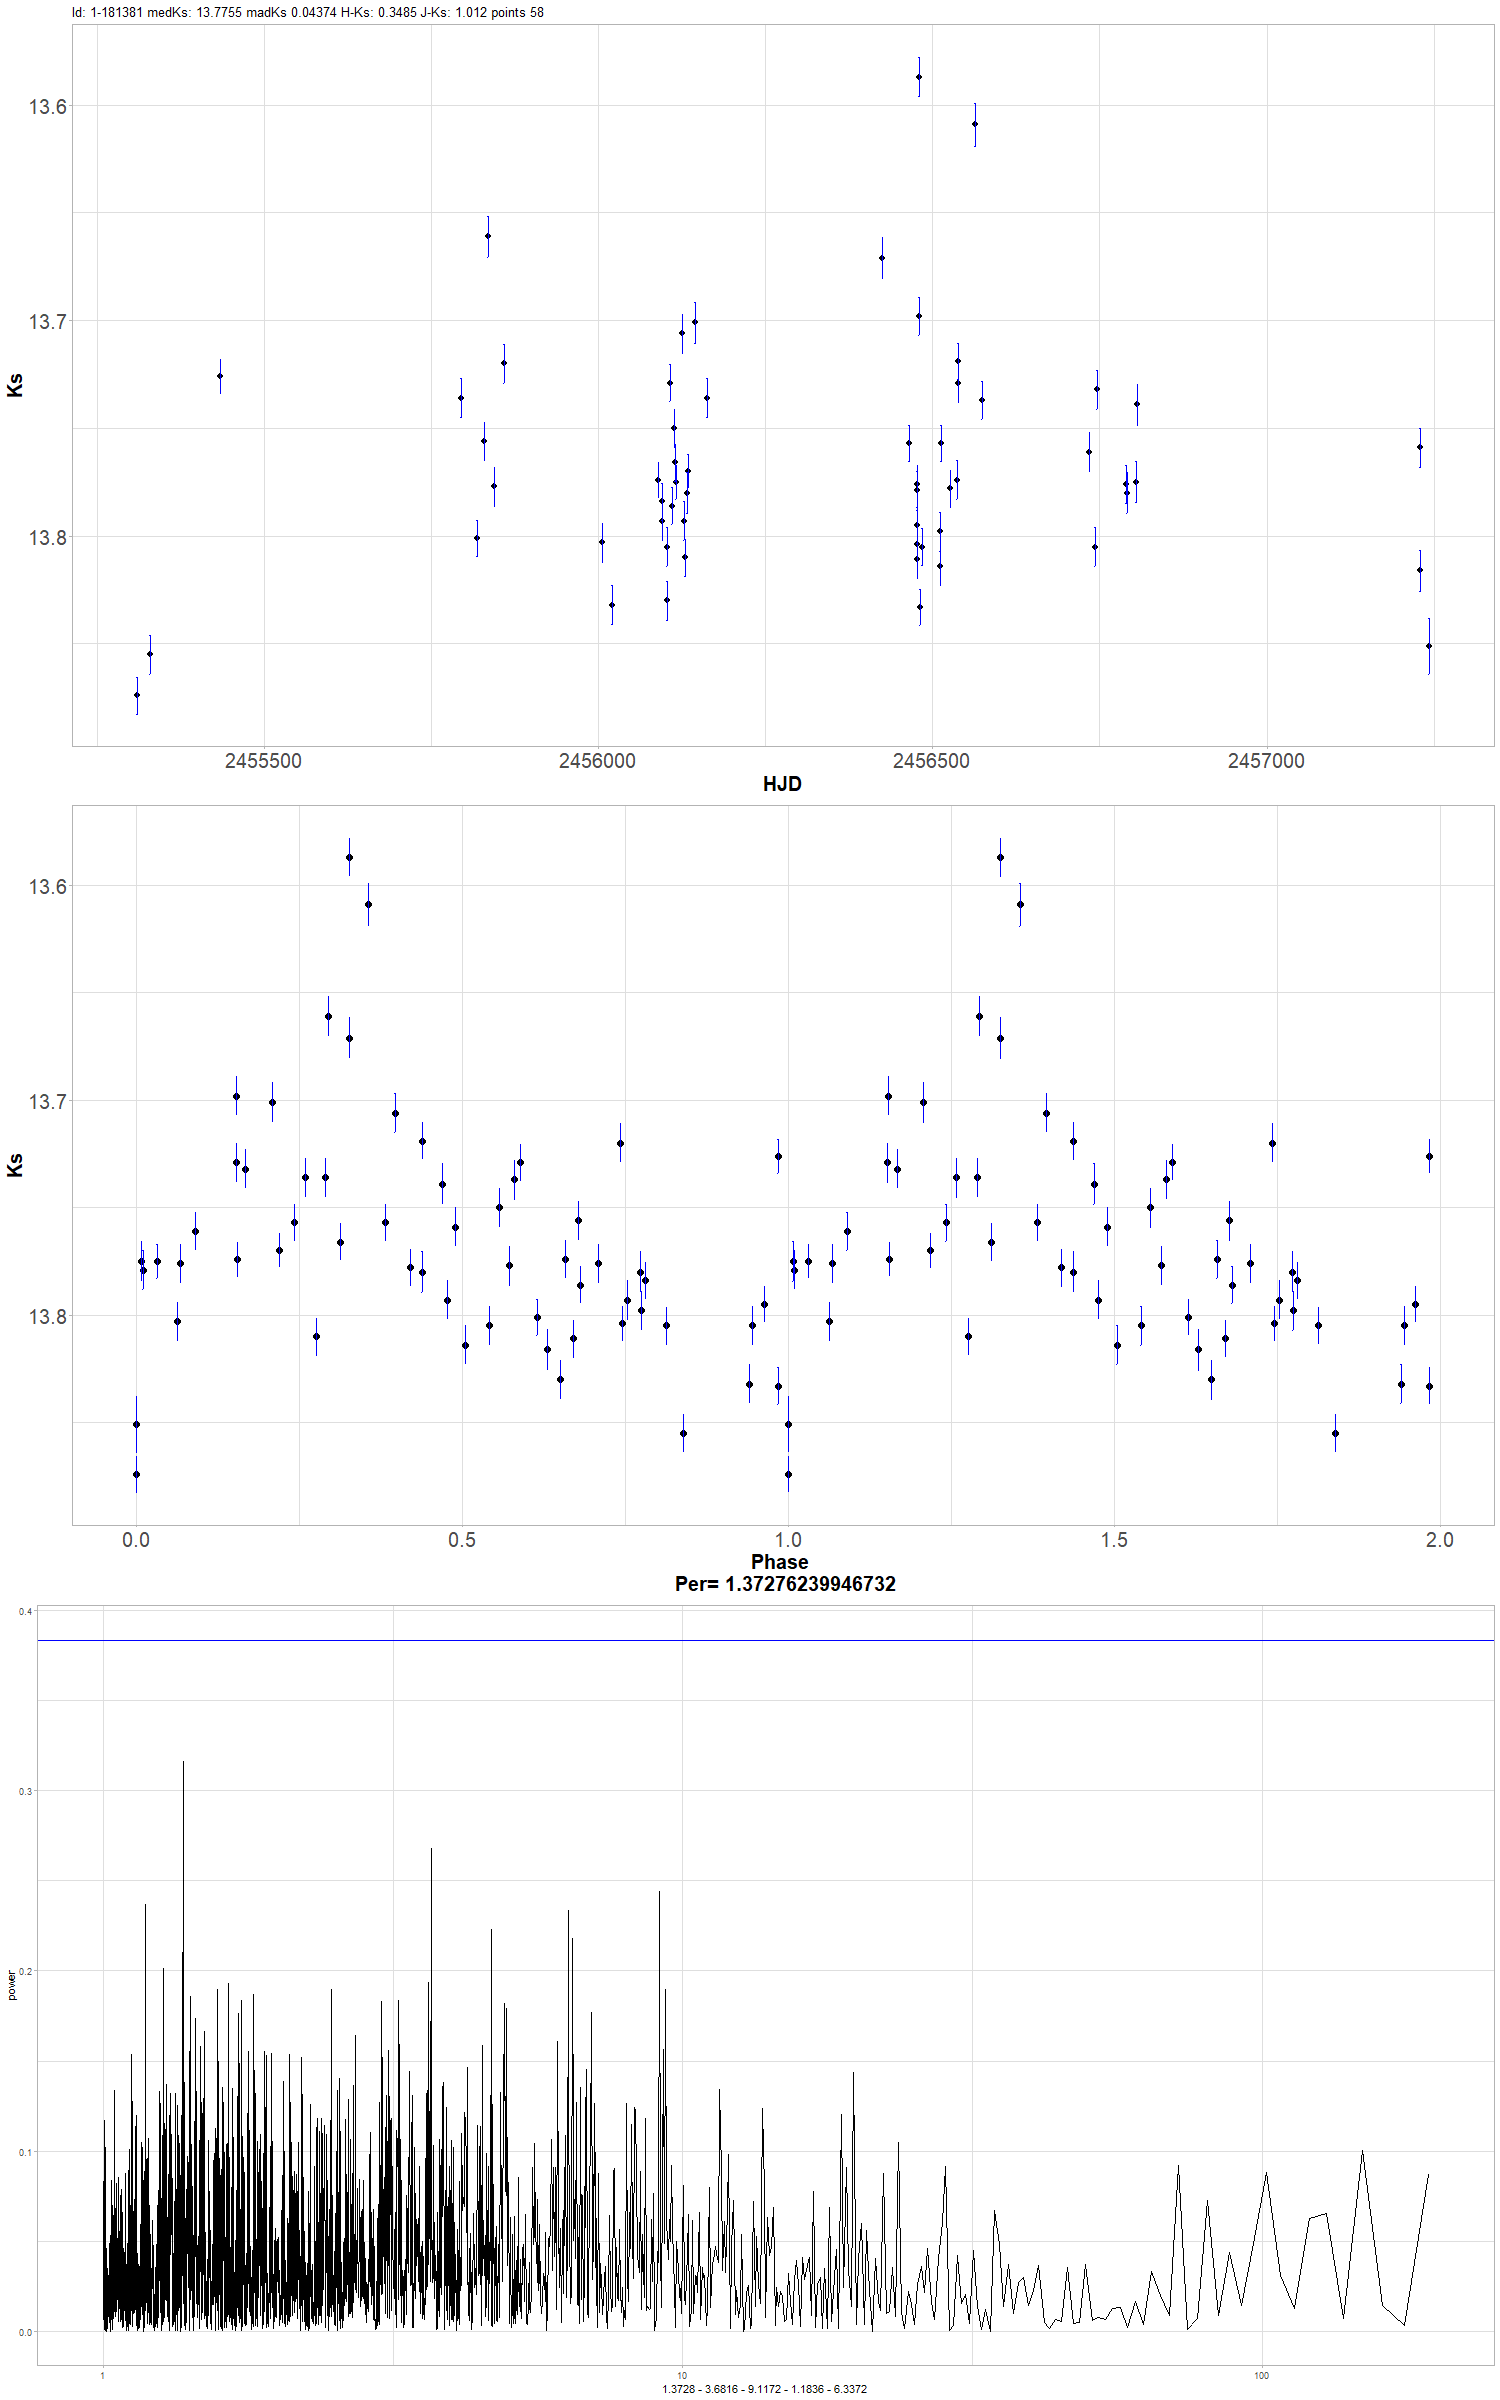 Id: 1-181381 medKs: 13.7755 madKs 0.04374 H-Ks: 0.3485 J-Ks: 1.012 points 58
13.6
13.7
13.8
Ks
2455500 2456000 2456500 2457000
HJD
13.6
13.7
13.8
Ks
0.0 0.5 1.0 1.5 2.0
Phase
Per= 1.37276239946732
0.4
0.3
0.2
0.1
0.0
power
1 10 100
1.3728 - 3.6816 - 9.1172 - 1.1836 - 6.3372